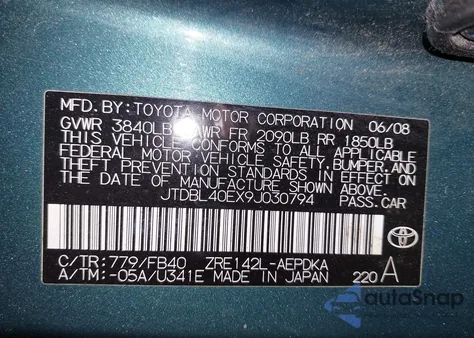 MFD. BY: TOYOTA MOTOR CORPORATION 06/08
GVWR 3840LB GAWR FR 2090LB RR 1850LB
THIS VEHICLE CONFORMS TO ALL APPLICABLE
FEDERAL MOTOR VEHICLE SAFETY, BUMPER, AND
THEFT PREVENTION STANDARDS IN EFFECT ON
THE DATE OF MANUFACTURE SHOWN ABOVE.
JTDBL40EX9J030794 PASS.CAR
C/TR: 779/FB40 ZRE142L-AEPDKA
A/TM: -05A/U341E MADE IN JAPAN 220 A
autoSnap